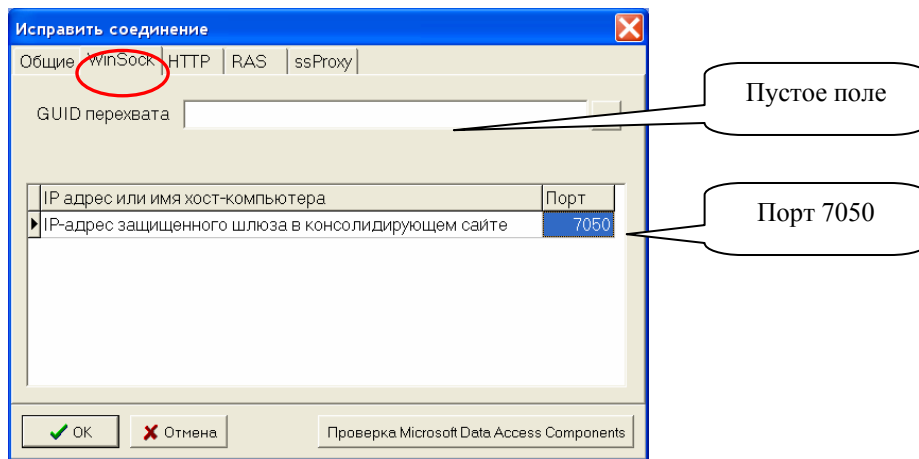 Исправить соединение
Общие WinSock HTTP RAS ssProxy
GUID перехвата
Пустое поле
IP адрес или имя хост-компьютера Порт
IP-адрес защищенного шлюза в консолидирующем сайте 7050
Порт 7050
OK Отмена Проверка Microsoft Data Access Components